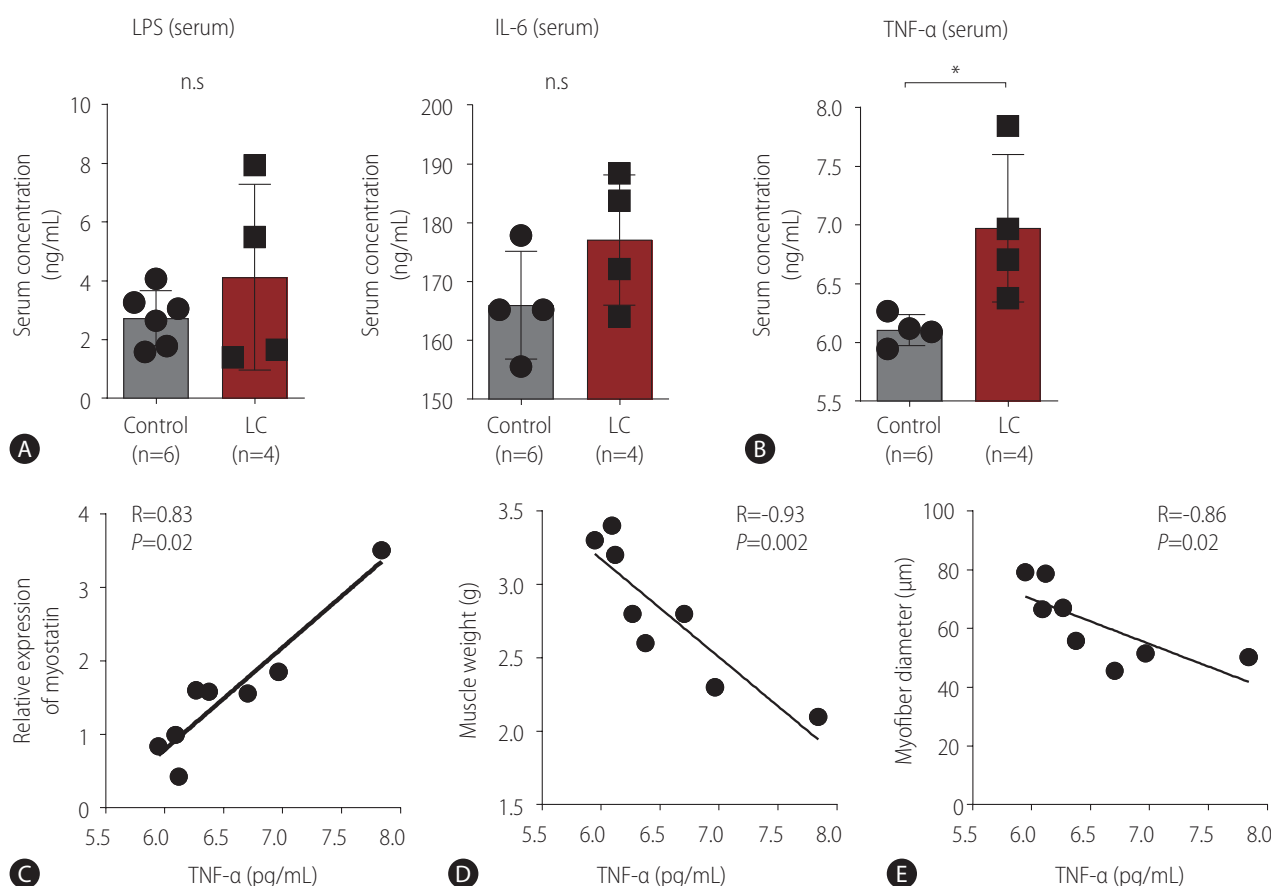 LPS (serum)
n.s
Serum concentration
(ng/mL)
10
8
6
4
2
0
Control
(n=6)
LC
(n=4)
A
IL-6 (serum)
n.s
Serum concentration
(ng/mL)
200
190
180
170
160
150
Control
(n=6)
LC
(n=4)
TNF-α (serum)
*
Serum concentration
(ng/mL)
8.0
7.5
7.0
6.5
6.0
5.5
Control
(n=6)
LC
(n=4)
B
R=0.83
P=0.02
Relative expression
of myostatin
4
3
2
1
0
5.5 6.0 6.5 7.0 7.5 8.0
TNF-α (pg/mL)
C
R=-0.93
P=0.002
Muscle weight (g)
3.5
3.0
2.5
2.0
1.5
5.5 6.0 6.5 7.0 7.5 8.0
TNF-α (pg/mL)
D
R=-0.86
P=0.02
Myofiber diameter (μm)
100
80
60
40
20
0
5.5 6.0 6.5 7.0 7.5 8.0
TNF-α (pg/mL)
E